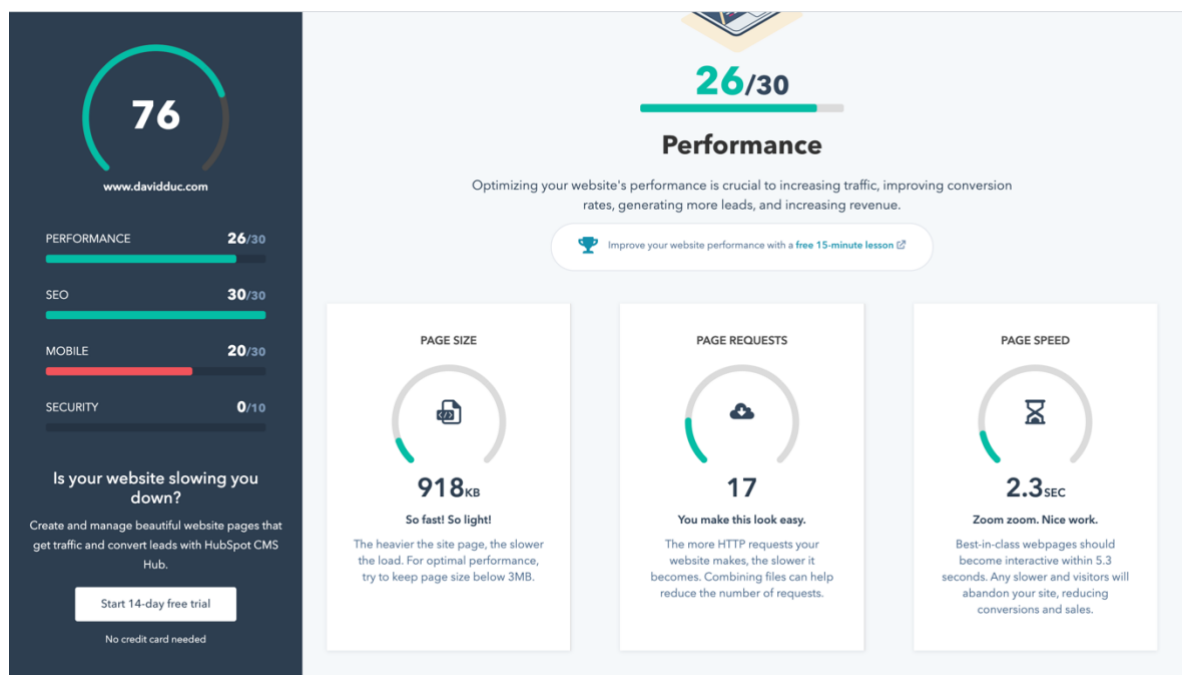 76
www.davidduc.com
PERFORMANCE 26/30
SEO 30/30
MOBILE 20/30
SECURITY 0/10
Is your website slowing you
down?
Create and manage beautiful website pages that
get traffic and convert leads with HubSpot CMS
Hub.
Start 14-day free trial
No credit card needed
26/30
Performance
Optimizing your website's performance is crucial to increasing traffic, improving conversion
rates, generating more leads, and increasing revenue.
Improve your website performance with a free 15-minute lesson
PAGE SIZE
918KB
So fast! So light!
The heavier the site page, the slower
the load. For optimal performance,
try to keep page size below 3MB.
PAGE REQUESTS
17
You make this look easy.
The more HTTP requests your
website makes, the slower it
becomes. Combining files can help
reduce the number of requests.
PAGE SPEED
2.3SEC
Zoom zoom. Nice work.
Best-in-class webpages should
become interactive within 5.3
seconds. Any slower and visitors will
abandon your site, reducing
conversions and sales.